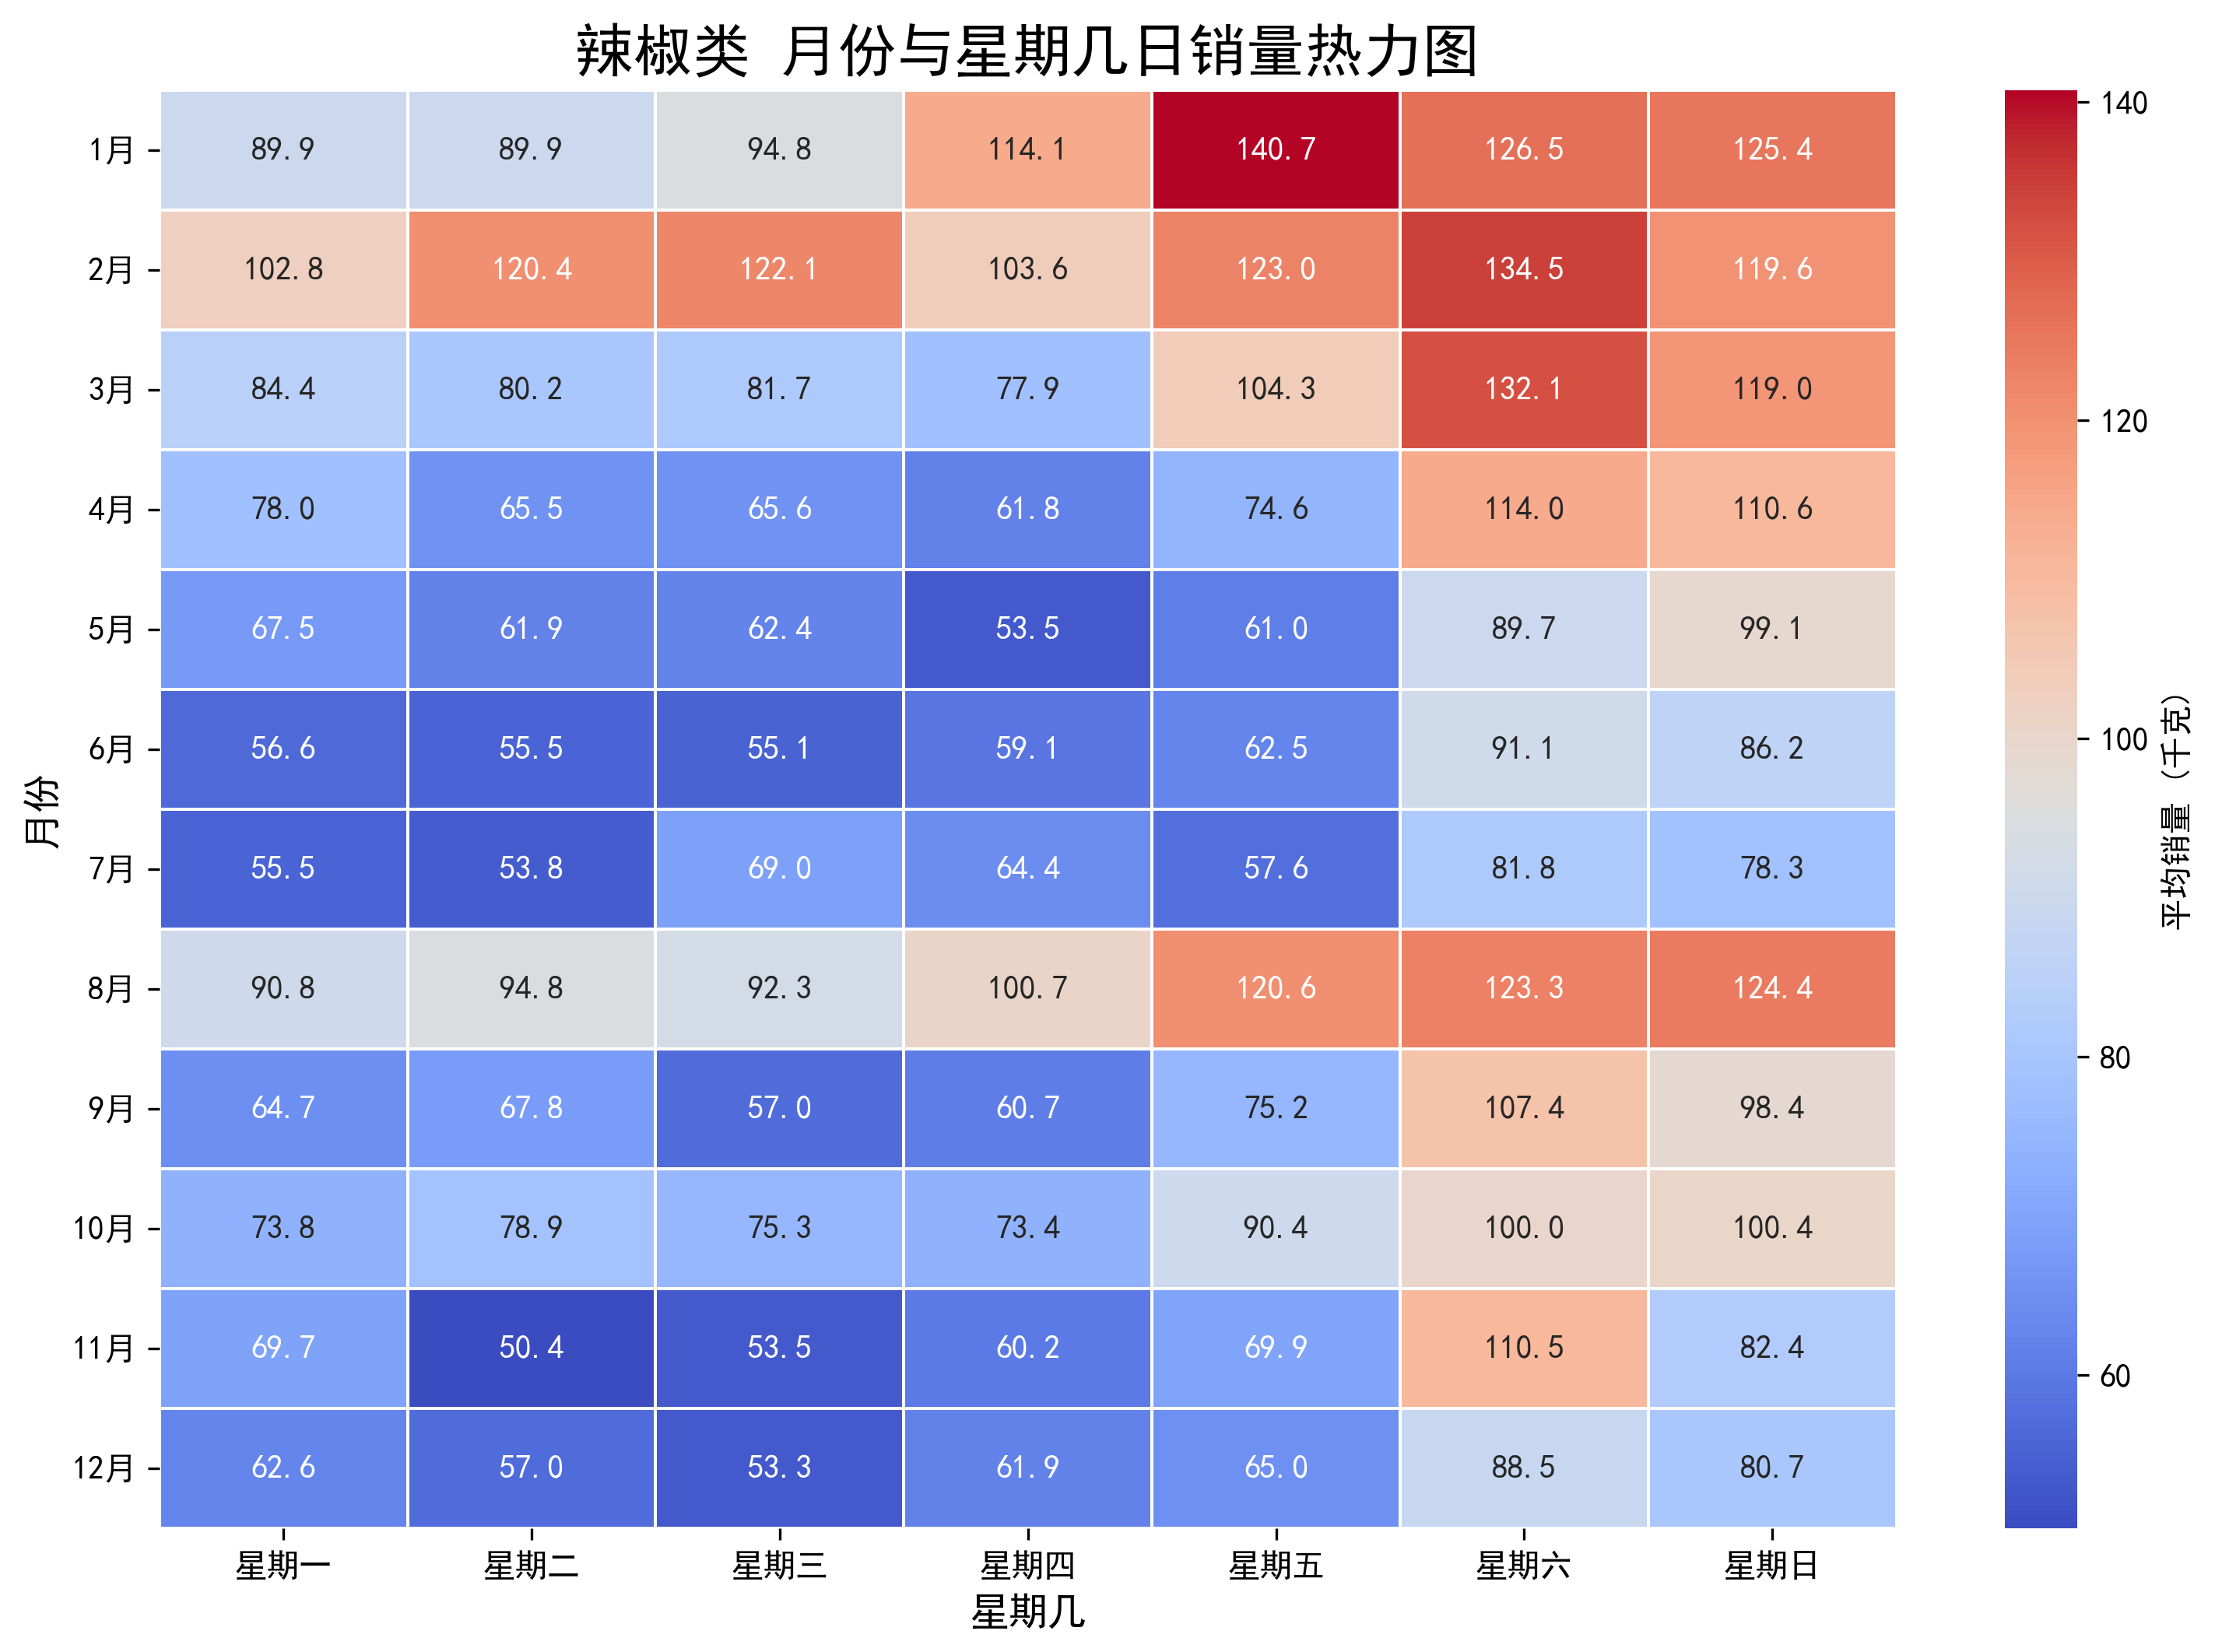 辣椒类 月份与星期几日销量热力图
1月 89.9 89.9 94.8 114.1 140.7 126.5 125.4
2月 102.8 120.4 122.1 103.6 123.0 134.5 119.6
3月 84.4 80.2 81.7 77.9 104.3 132.1 119.0
4月 78.0 65.5 65.6 61.8 74.6 114.0 110.6
5月 67.5 61.9 62.4 53.5 61.0 89.7 99.1
6月 56.6 55.5 55.1 59.1 62.5 91.1 86.2
7月 55.5 53.8 69.0 64.4 57.6 81.8 78.3
8月 90.8 94.8 92.3 100.7 120.6 123.3 124.4
9月 64.7 67.8 57.0 60.7 75.2 107.4 98.4
10月 73.8 78.9 75.3 73.4 90.4 100.0 100.4
11月 69.7 50.4 53.5 60.2 69.9 110.5 82.4
12月 62.6 57.0 53.3 61.9 65.0 88.5 80.7
星期一 星期二 星期三 星期四 星期五 星期六 星期日
星期几
月份
140
120
100
80
60
平均销量（千克）